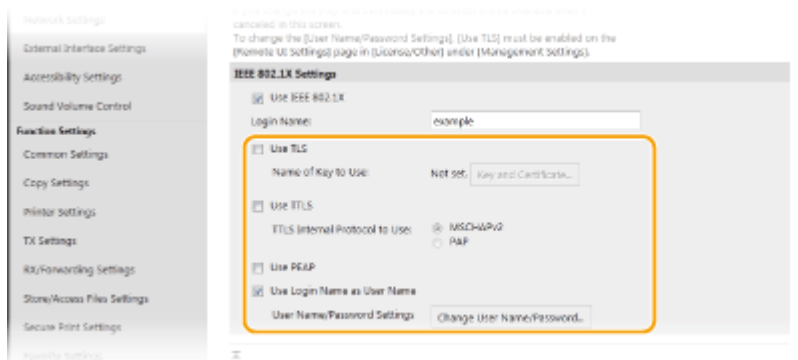 Network Settings
External Interface Settings
Accessibility Settings
Sound Volume Control
Function Settings
Common Settings
Copy Settings
Printer Settings
TX Settings
RX/Forwarding Settings
Store/Access Files Settings
Secure Print Settings
Favorite Settings
canceled in this screen.
To change the [User Name/Password Settings], [Use TLS] must be enabled on the
[Remote UI Settings] page in [License/Other] under [Management Settings].
IEEE 802.1X Settings
Use IEEE 802.1X
Login Name: example
Use TLS
Name of Key to Use: Not set. Key and Certificate...
Use TTLS
TTLS Internal Protocol to Use: MSCHAPv2
PAP
Use PEAP
Use Login Name as User Name
User Name/Password Settings Change User Name/Password...